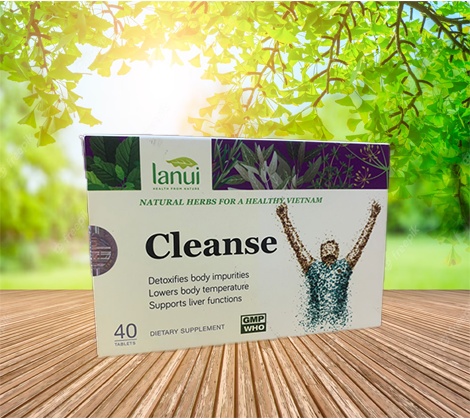 lanui
HEALTH FROM NATURE
NATURAL HERBS FOR A HEALTHY VIETNAM
Cleanse
Detoxifies body impurities
Lowers body temperature
Supports liver functions
40
TABLETS
DIETARY SUPPLEMENT
GMP
WHO